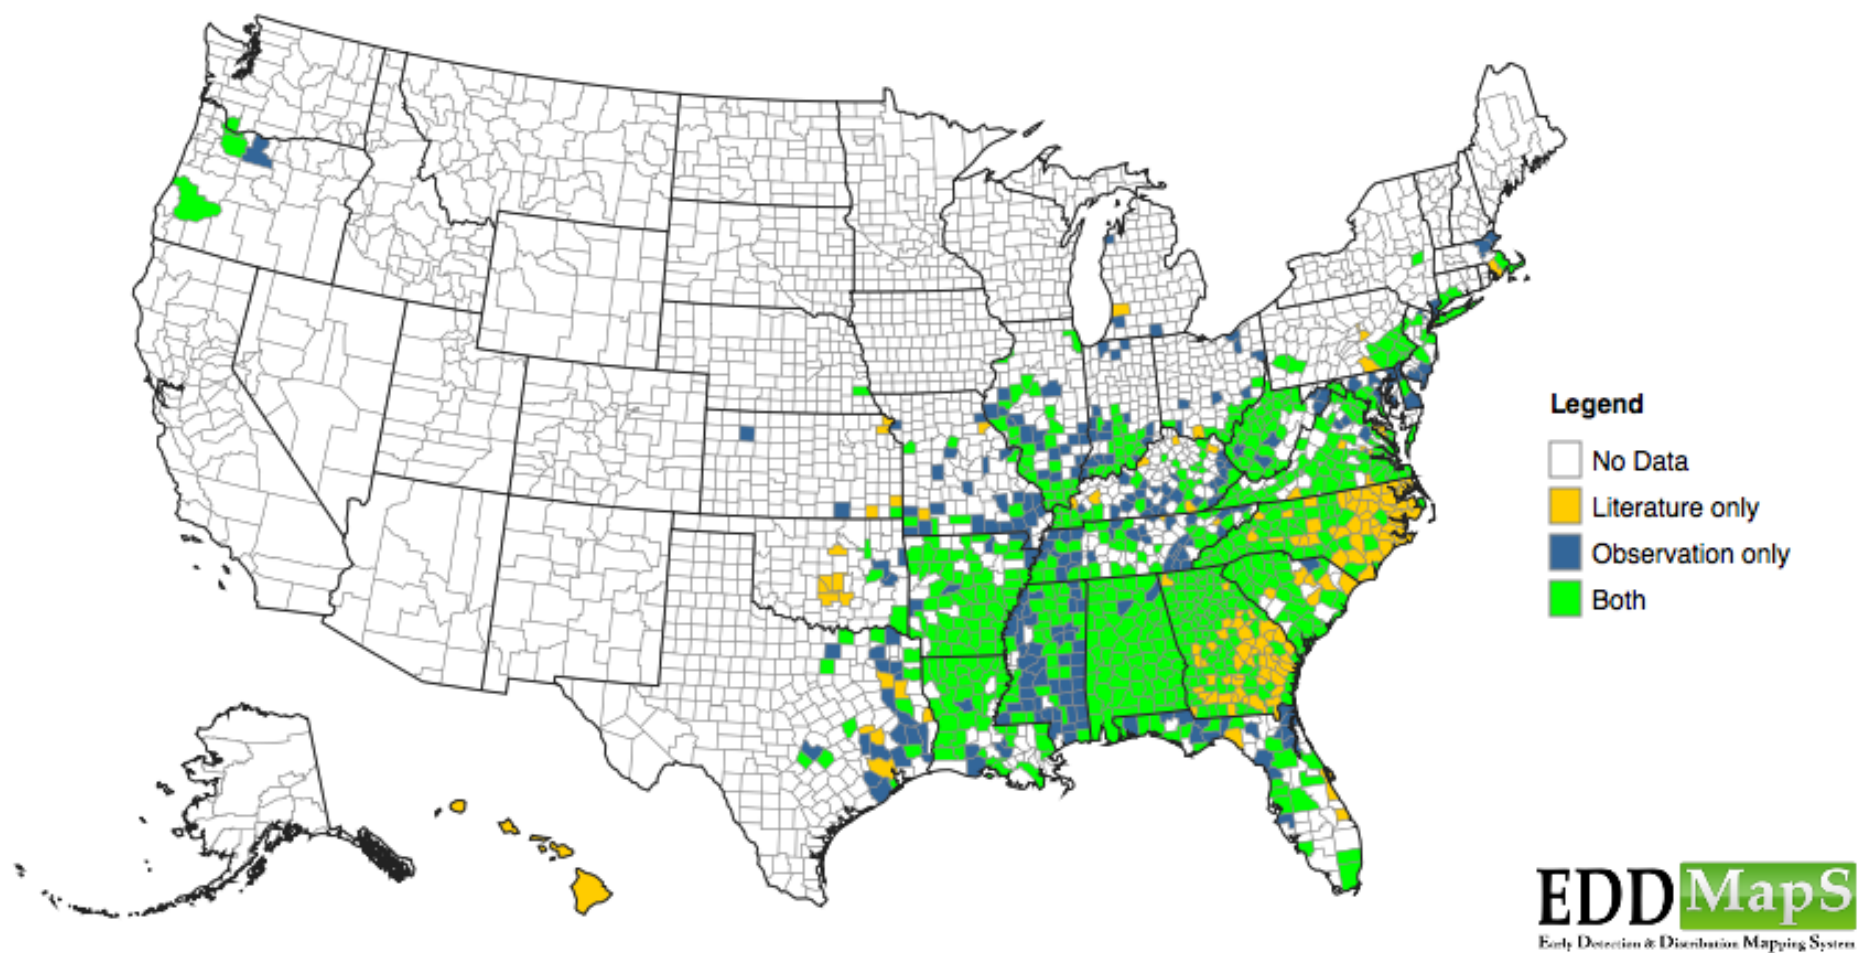 Legend
No Data
Literature only
Observation only
Both
EDDMapS
Early Detection & Distribution Mapping System